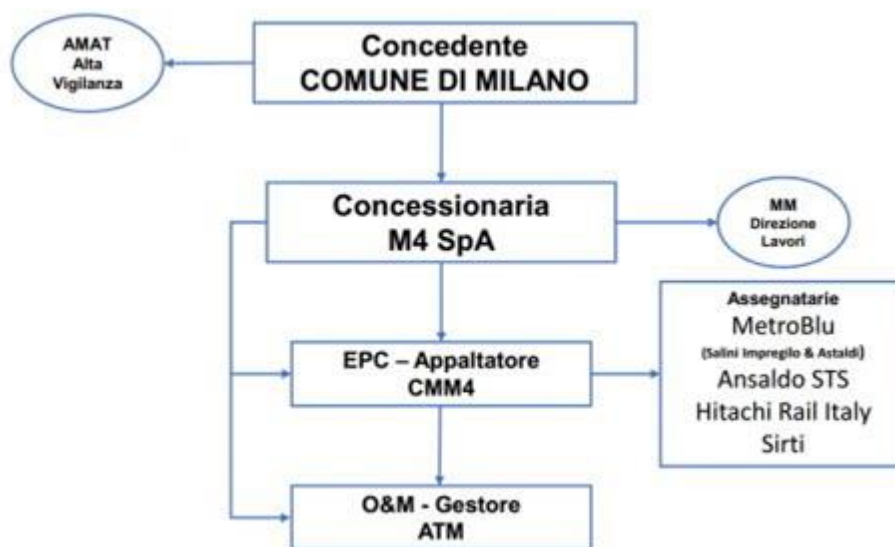 AMAT
Alta
Vigilanza
Concedente
COMUNE DI MILANO
Concessionaria
M4 SpA
MM
Direzione
Lavori
EPC – Appaltatore
CMM4
Assegnatarie
MetroBlu
(Salini Impregilo & Astaldi)
Ansaldo STS
Hitachi Rail Italy
Sirti
O&M - Gestore
ATM